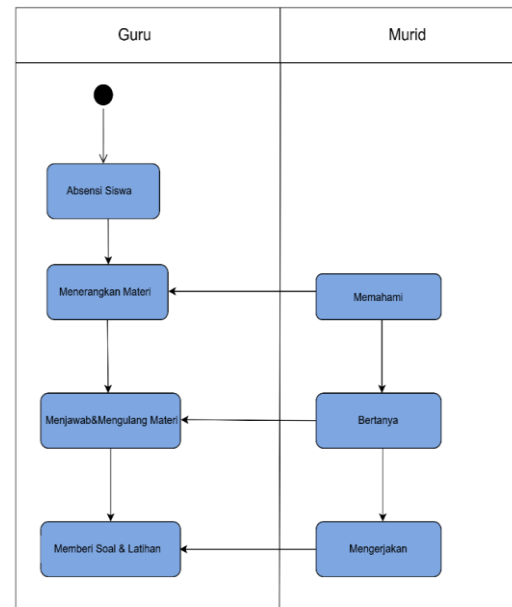 Guru
Murid
Absensi Siswa
Menerangkan Materi
Memahami
Menjawab&Mengulang Materi
Bertanya
Memberi Soal & Latihan
Mengerjakan